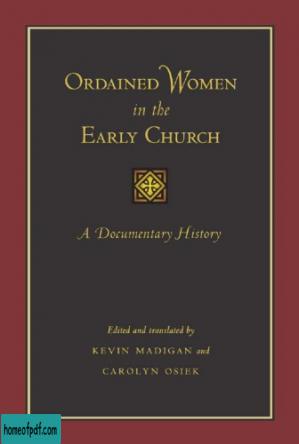 ORDAINED WOMEN
in the
EARLY CHURCH
A Documentary History
Edited and translated by
KEVIN MADIGAN and
CAROLYN OSIEK
homeofpdf.com